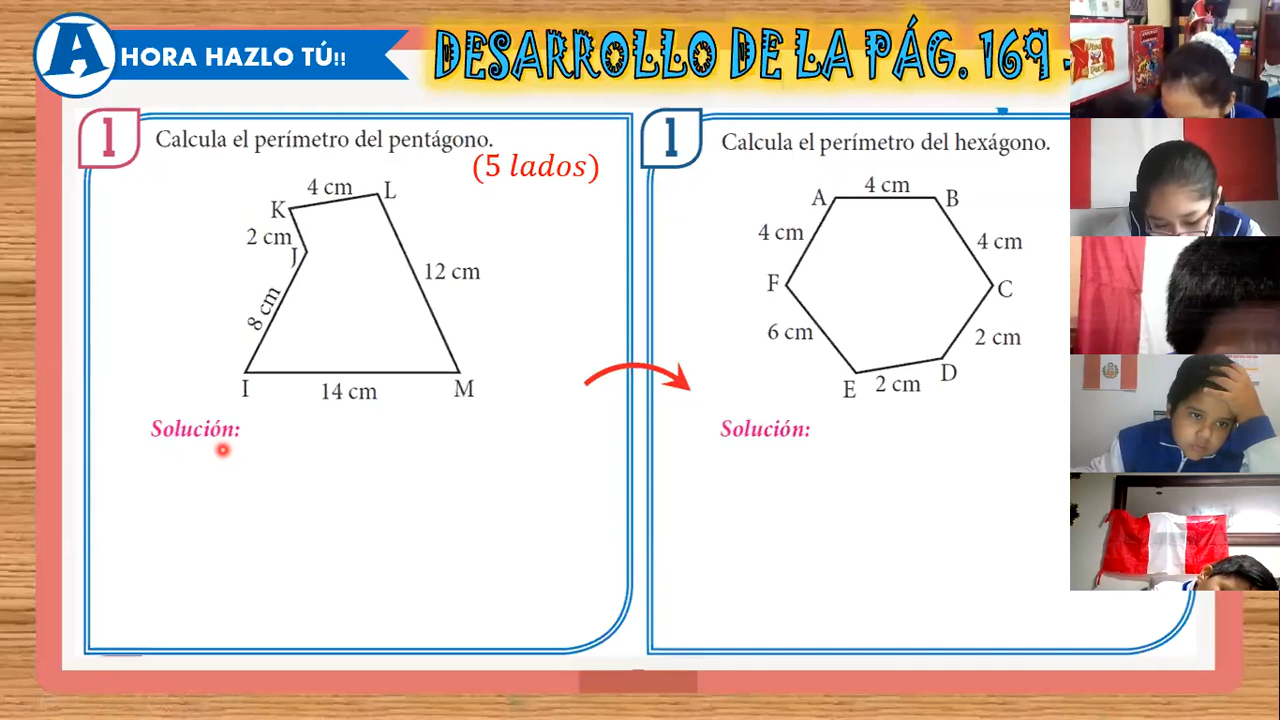 AHORA HAZLO TÚ!!
DESARROLLO DE LA PÁG. 169 -
1
Calcula el perímetro del pentágono.
(5 lados)
4 cm
L
K
2 cm
J
12 cm
8 cm
I
14 cm
M
Solución:
1
Calcula el perímetro del hexágono.
4 cm
A
B
4 cm
4 cm
F
C
6 cm
2 cm
D
E
2 cm
Solución: